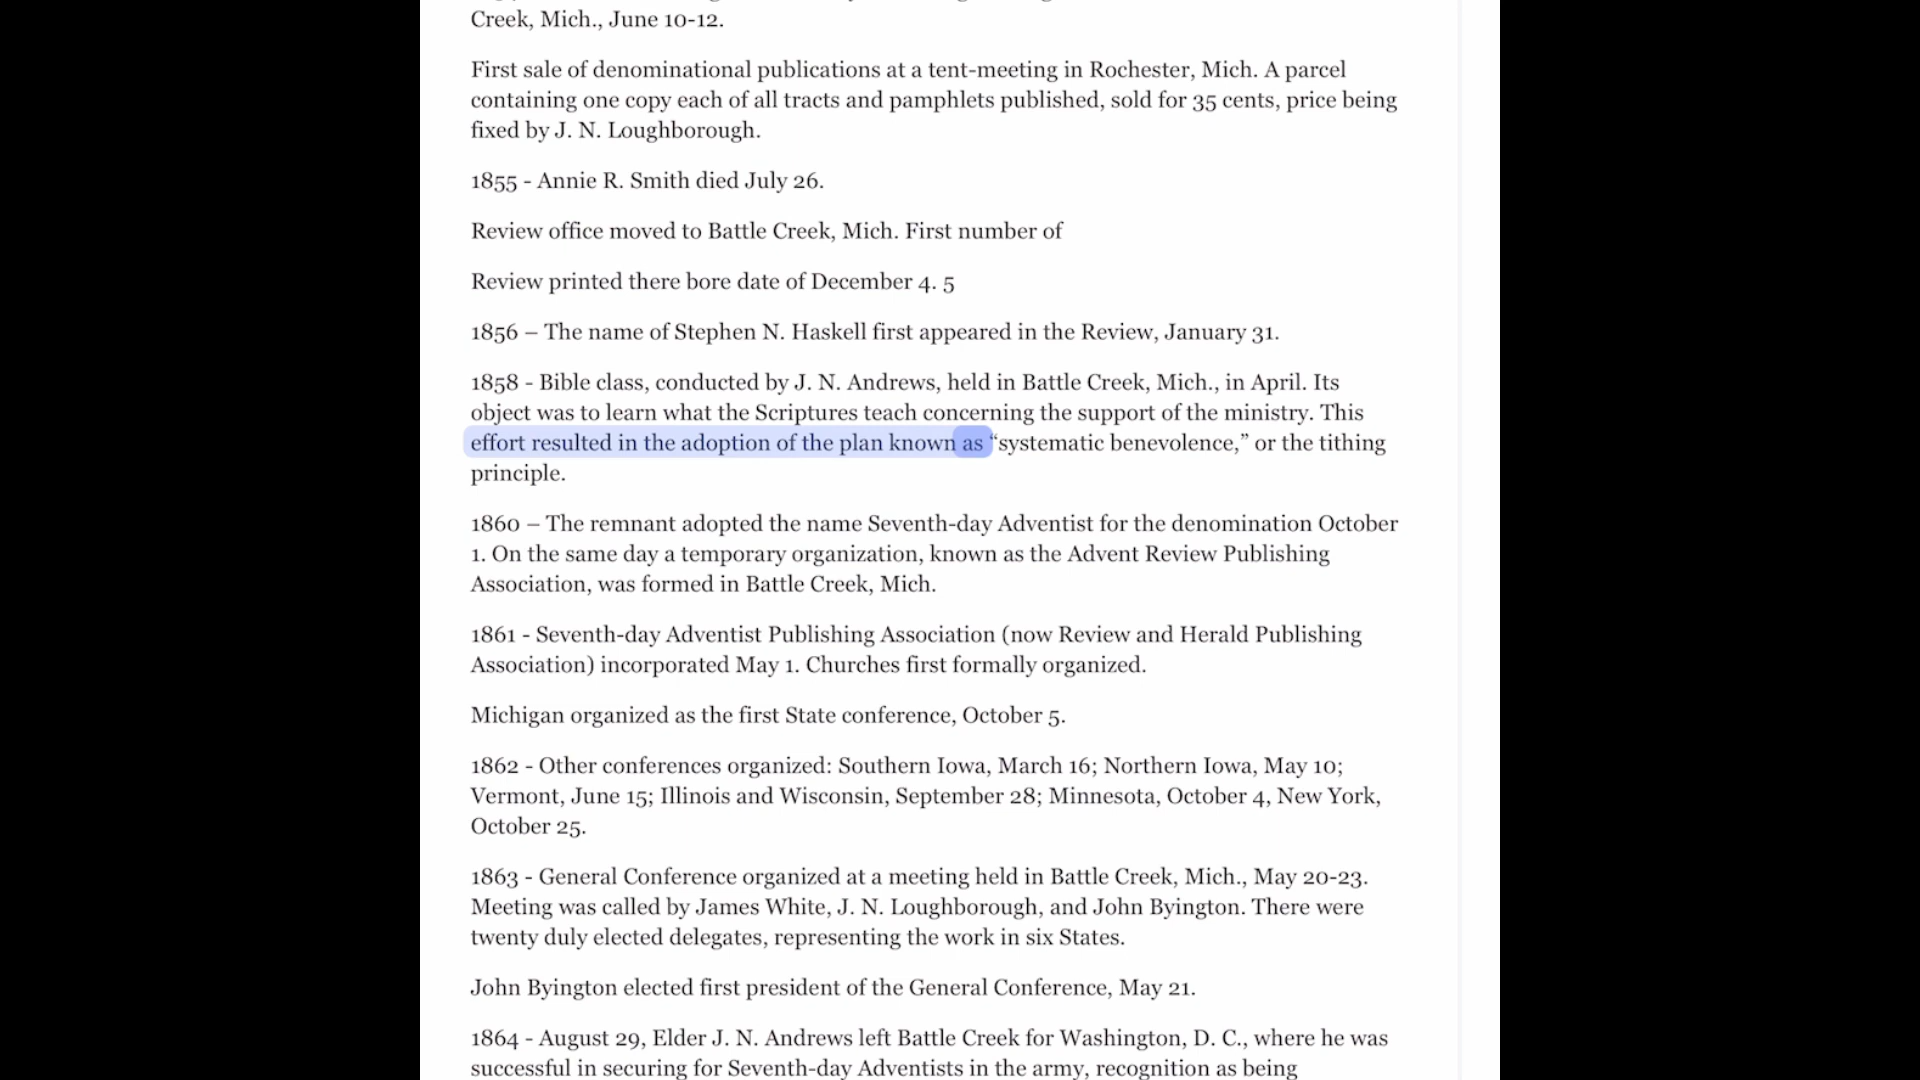 Creek, Mich., June 10-12.
First sale of denominational publications at a tent-meeting in Rochester, Mich. A parcel
containing one copy each of all tracts and pamphlets published, sold for 35 cents, price being
fixed by J. N. Loughborough.
1855 - Annie R. Smith died July 26.
Review office moved to Battle Creek, Mich. First number of
Review printed there bore date of December 4. 5
1856 – The name of Stephen N. Haskell first appeared in the Review, January 31.
1858 - Bible class, conducted by J. N. Andrews, held in Battle Creek, Mich., in April. Its
object was to learn what the Scriptures teach concerning the support of the ministry. This
effort resulted in the adoption of the plan known as “systematic benevolence,” or the tithing
principle.
1860 – The remnant adopted the name Seventh-day Adventist for the denomination October
1. On the same day a temporary organization, known as the Advent Review Publishing
Association, was formed in Battle Creek, Mich.
1861 - Seventh-day Adventist Publishing Association (now Review and Herald Publishing
Association) incorporated May 1. Churches first formally organized.
Michigan organized as the first State conference, October 5.
1862 - Other conferences organized: Southern Iowa, March 16; Northern Iowa, May 10;
Vermont, June 15; Illinois and Wisconsin, September 28; Minnesota, October 4, New York,
October 25.
1863 - General Conference organized at a meeting held in Battle Creek, Mich., May 20-23.
Meeting was called by James White, J. N. Loughborough, and John Byington. There were
twenty duly elected delegates, representing the work in six States.
John Byington elected first president of the General Conference, May 21.
1864 - August 29, Elder J. N. Andrews left Battle Creek for Washington, D. C., where he was
successful in securing for Seventh-day Adventists in the army, recognition as being